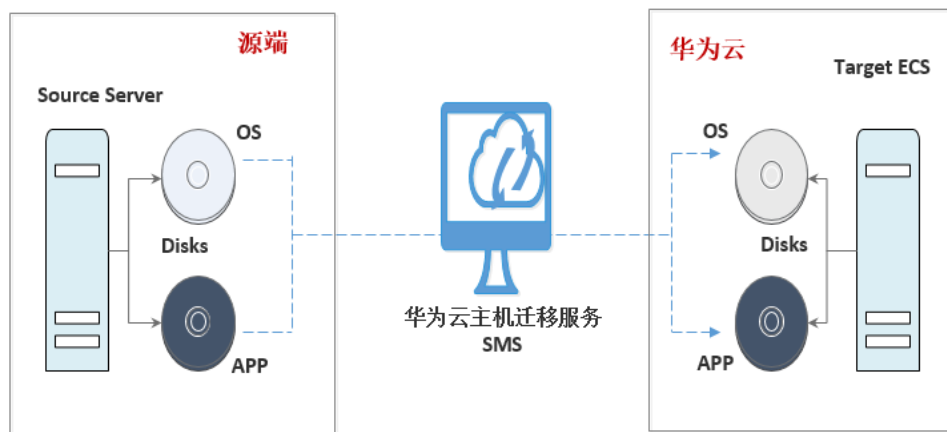 源端
Source Server
OS
Disks
APP
华为云主机迁移服务
SMS
华为云
Target ECS
OS
Disks
APP